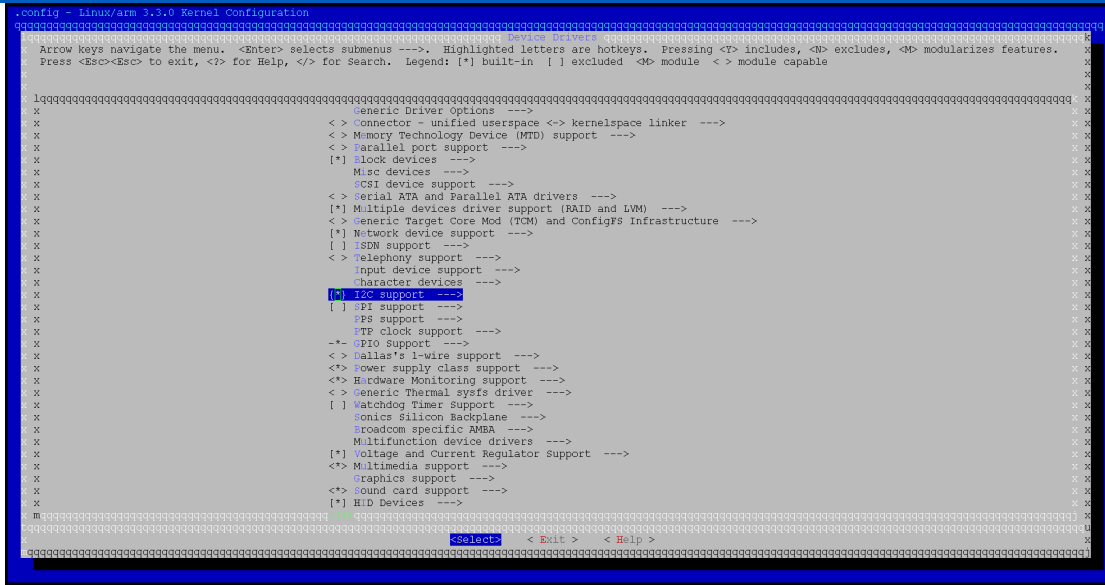 .config - Linux/arm 3.3.0 Kernel Configuration
Device Drivers
Arrow keys navigate the menu.  <Enter> selects submenus --->.  Highlighted letters are hotkeys.  Pressing <Y> includes, <N> excludes, <M> modularizes features.
Press <Esc><Esc> to exit, <?> for Help, </> for Search.  Legend: [*] built-in  [ ] excluded  <M> module  < > module capable
Generic Driver Options  --->
< > Connector - unified userspace <-> kernelspace linker  --->
< > Memory Technology Device (MTD) support  --->
< > Parallel port support  --->
[*] Block devices  --->
Misc devices  --->
SCSI device support  --->
< > Serial ATA and Parallel ATA drivers  --->
[*] Multiple devices driver support (RAID and LVM)  --->
< > Generic Target Core Mod (TCM) and ConfigFS Infrastructure  --->
[*] Network device support  --->
[ ] ISDN support  --->
< > Telephony support  --->
Input device support  --->
Character devices  --->
{*} I2C support  --->
[ ] SPI support  --->
PPS support  --->
PTP clock support  --->
-*- GPIO Support  --->
< > Dallas's 1-wire support  --->
<*> Power supply class support  --->
<*> Hardware Monitoring support  --->
< > Generic Thermal sysfs driver  --->
[ ] Watchdog Timer Support  --->
Sonics Silicon Backplane  --->
Broadcom specific AMBA  --->
Multifunction device drivers  --->
[*] Voltage and Current Regulator Support  --->
<*> Multimedia support  --->
Graphics support  --->
<*> Sound card support  --->
[*] HID Devices  --->
<Select>    < Exit >    < Help >